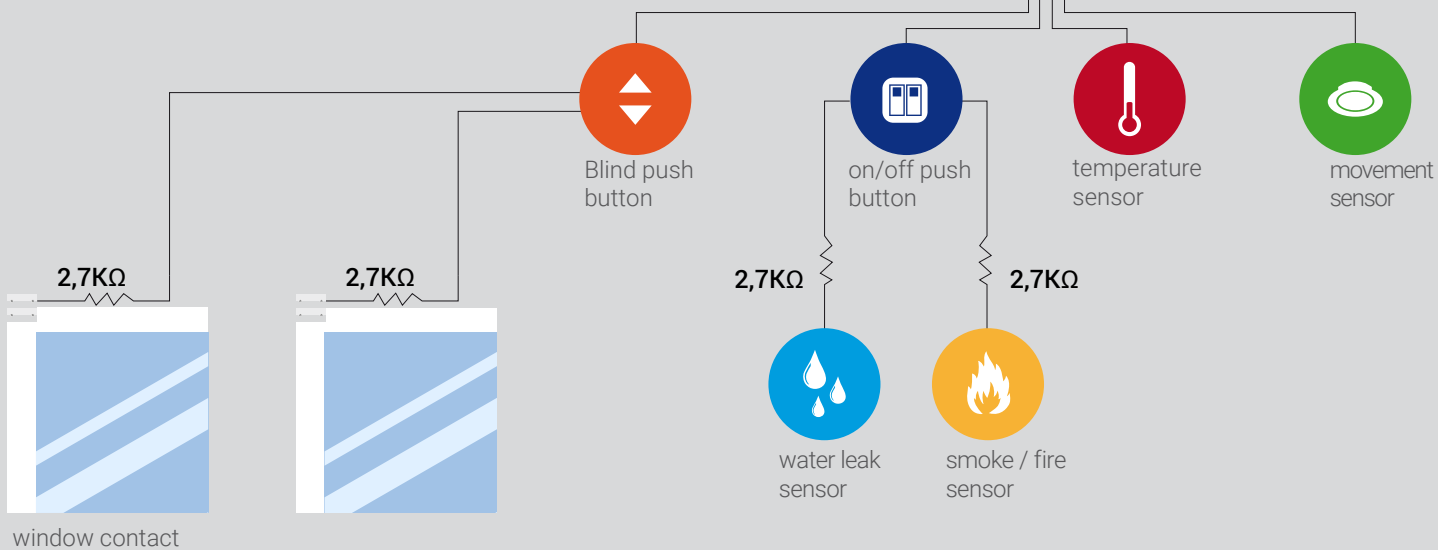 Blind push
button
on/off push
button
temperature
sensor
movement
sensor
2,7KΩ
2,7KΩ
2,7KΩ
2,7KΩ
water leak
sensor
smoke / fire
sensor
window contact